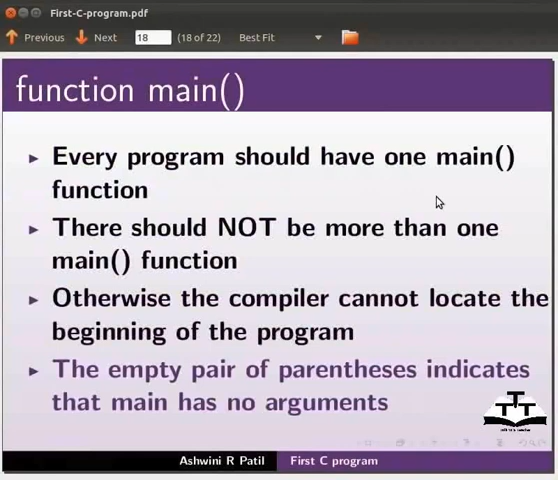 First-C-program.pdf
Previous Next 18 (18 of 22) Best Fit
function main()
Every program should have one main()
function
There should NOT be more than one
main() function
Otherwise the compiler cannot locate the
beginning of the program
The empty pair of parentheses indicates
that main has no arguments
TTT
Ashwini R Patil First C program